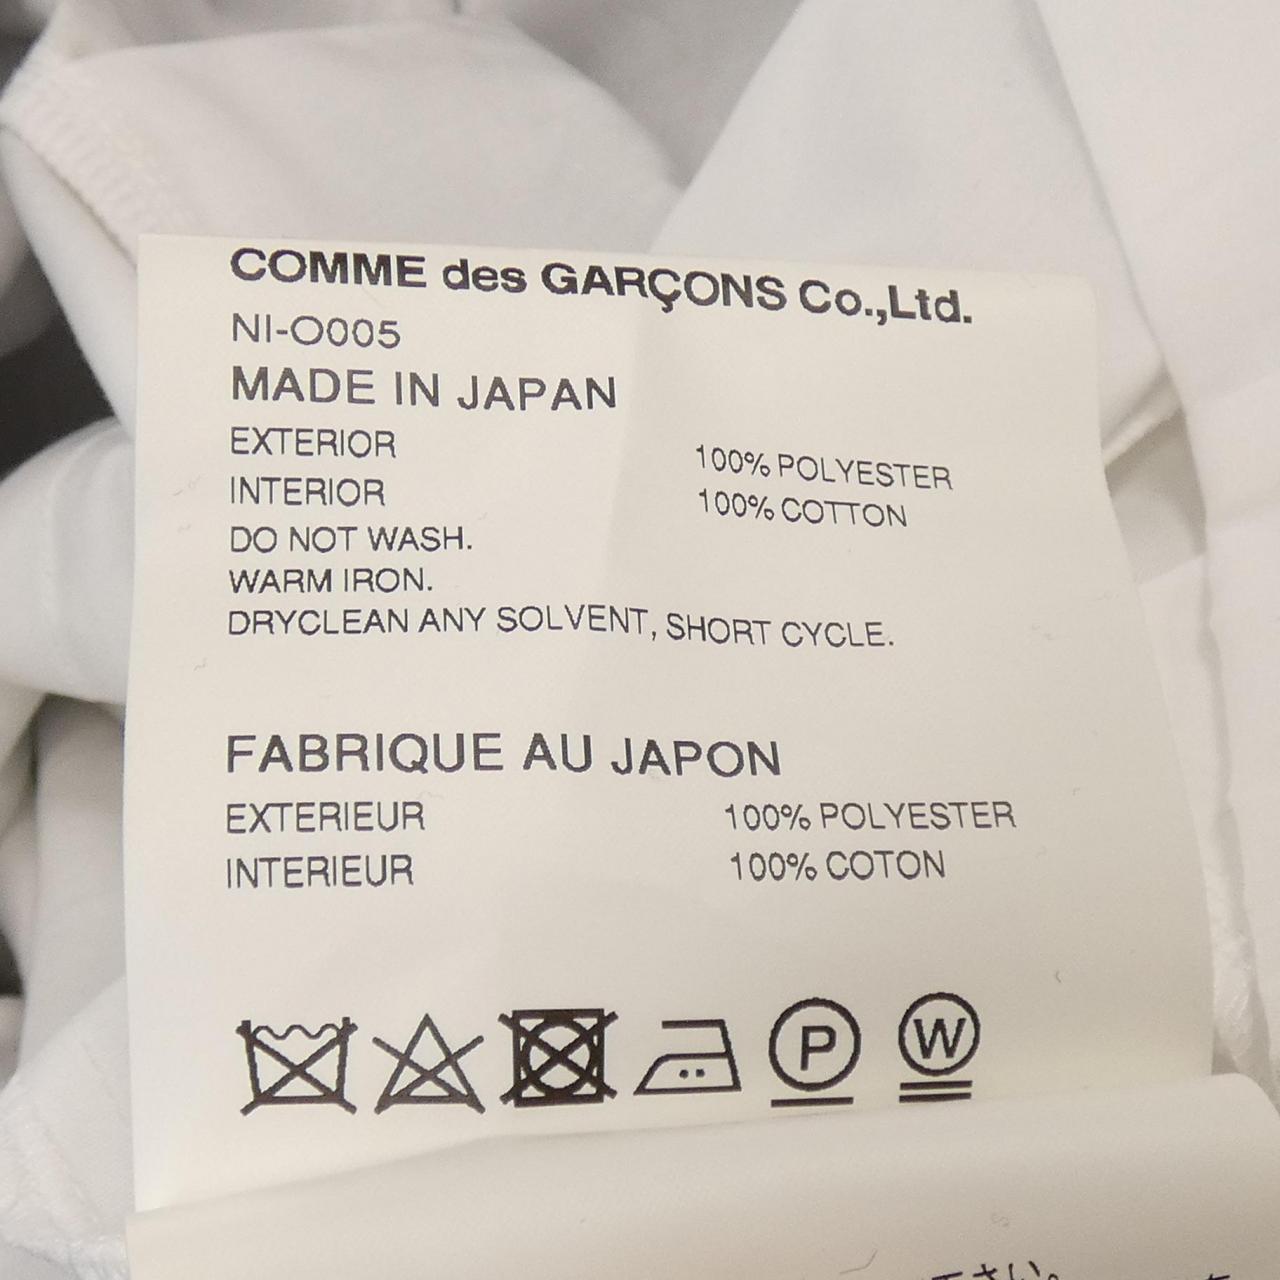 COMME des GARÇONS Co.,Ltd.
NI-O005
MADE IN JAPAN
EXTERIOR 100% POLYESTER
INTERIOR 100% COTTON
DO NOT WASH.
WARM IRON.
DRYCLEAN ANY SOLVENT, SHORT CYCLE.
FABRIQUE AU JAPON
EXTERIEUR 100% POLYESTER
INTERIEUR 100% COTON
P W